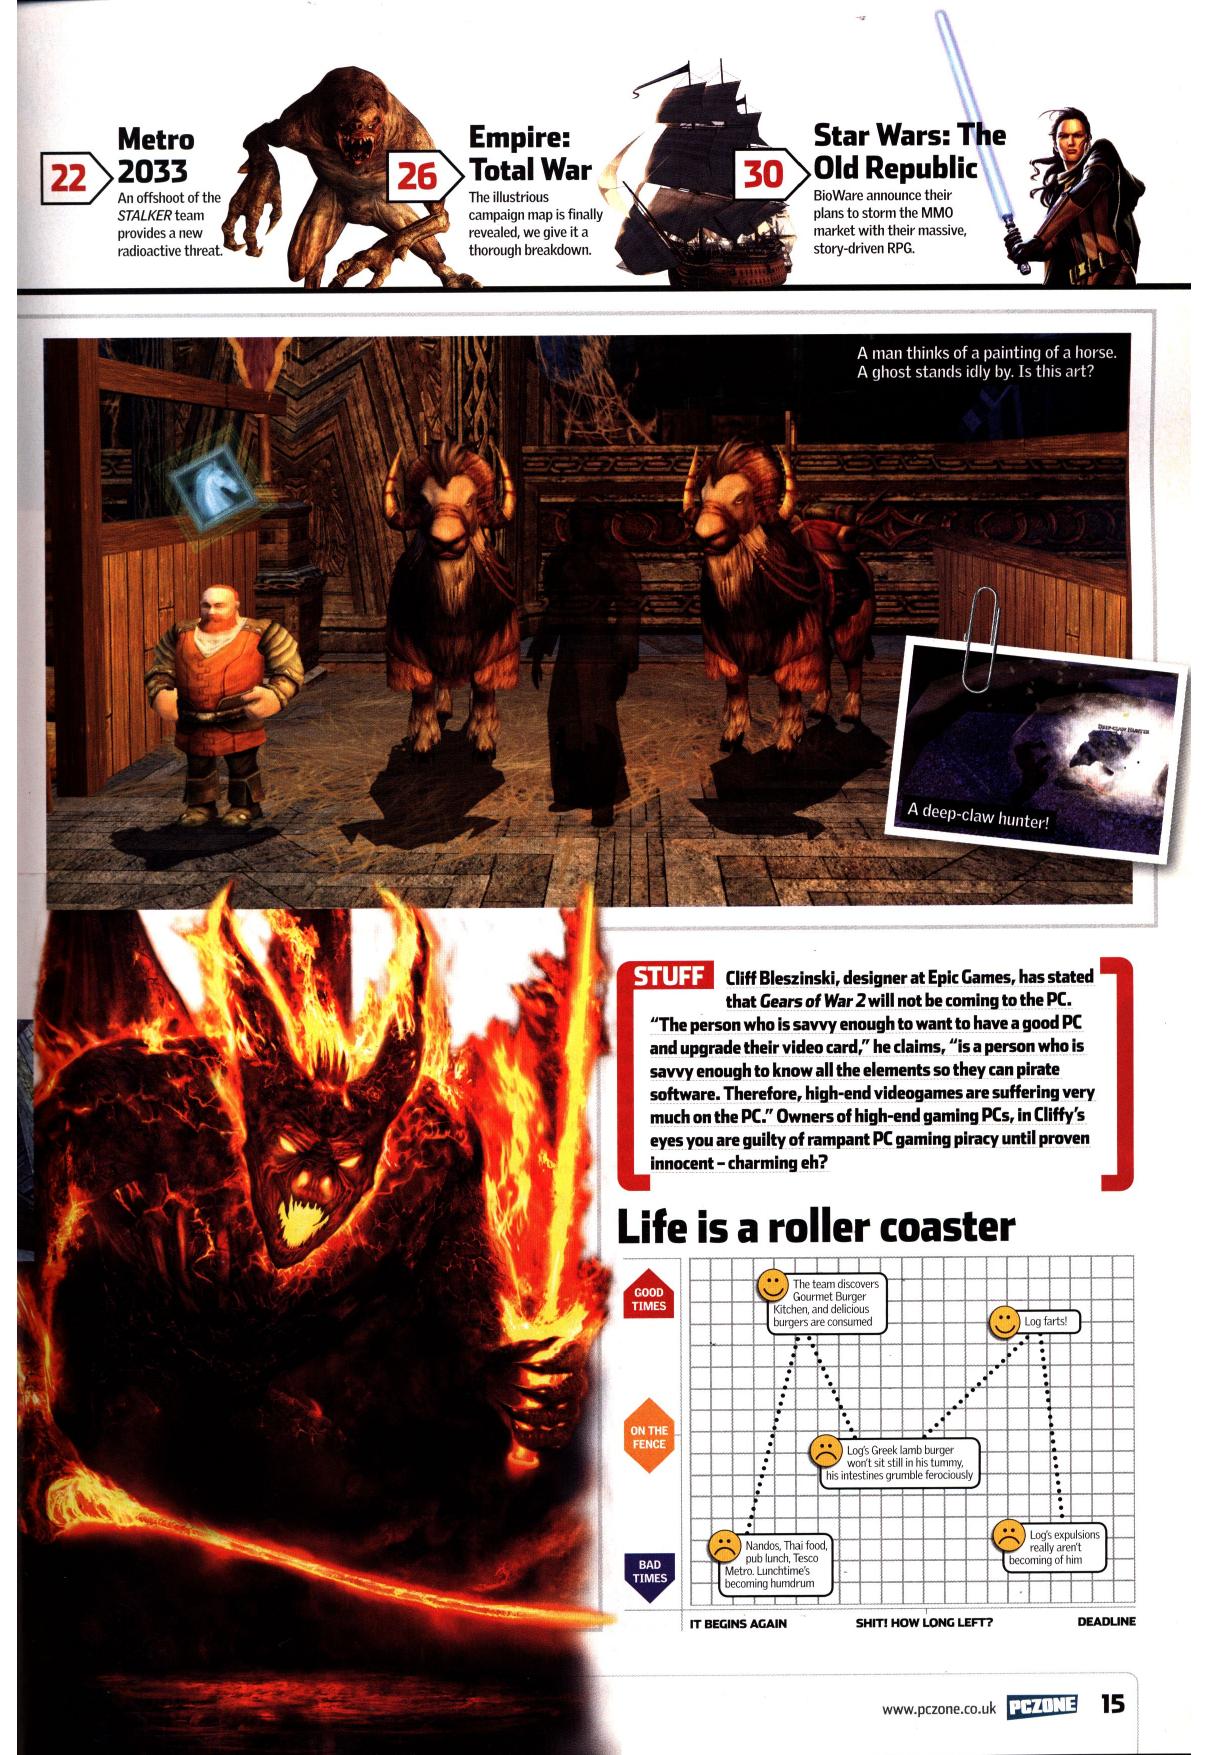 22
Metro
2033
An offshoot of the
STALKER team
provides a new
radioactive threat.
26
Empire:
Total War
The illustrious
campaign map is finally
revealed, we give it a
thorough breakdown.
30
Star Wars: The
Old Republic
BioWare announce their
plans to storm the MMO
market with their massive,
story-driven RPG.
A man thinks of a painting of a horse.
A ghost stands idly by. Is this art?
DEEP-CLAW HUNTER
A deep-claw hunter!
STUFF Cliff Bleszinski, designer at Epic Games, has stated
that Gears of War 2 will not be coming to the PC.
“The person who is savvy enough to want to have a good PC
and upgrade their video card,” he claims, “is a person who is
savvy enough to know all the elements so they can pirate
software. Therefore, high-end videogames are suffering very
much on the PC.” Owners of high-end gaming PCs, in Cliffy’s
eyes you are guilty of rampant PC gaming piracy until proven
innocent – charming eh?
Life is a roller coaster
GOOD
TIMES
ON THE
FENCE
BAD
TIMES
The team discovers
Gourmet Burger
Kitchen, and delicious
burgers are consumed
Log farts!
Log’s Greek lamb burger
won’t sit still in his tummy,
his intestines grumble ferociously
Nandos, Thai food,
pub lunch, Tesco
Metro. Lunchtime’s
becoming humdrum
Log’s expulsions
really aren’t
becoming of him
IT BEGINS AGAIN
SHIT! HOW LONG LEFT?
DEADLINE
www.pczone.co.uk PCZONE 15